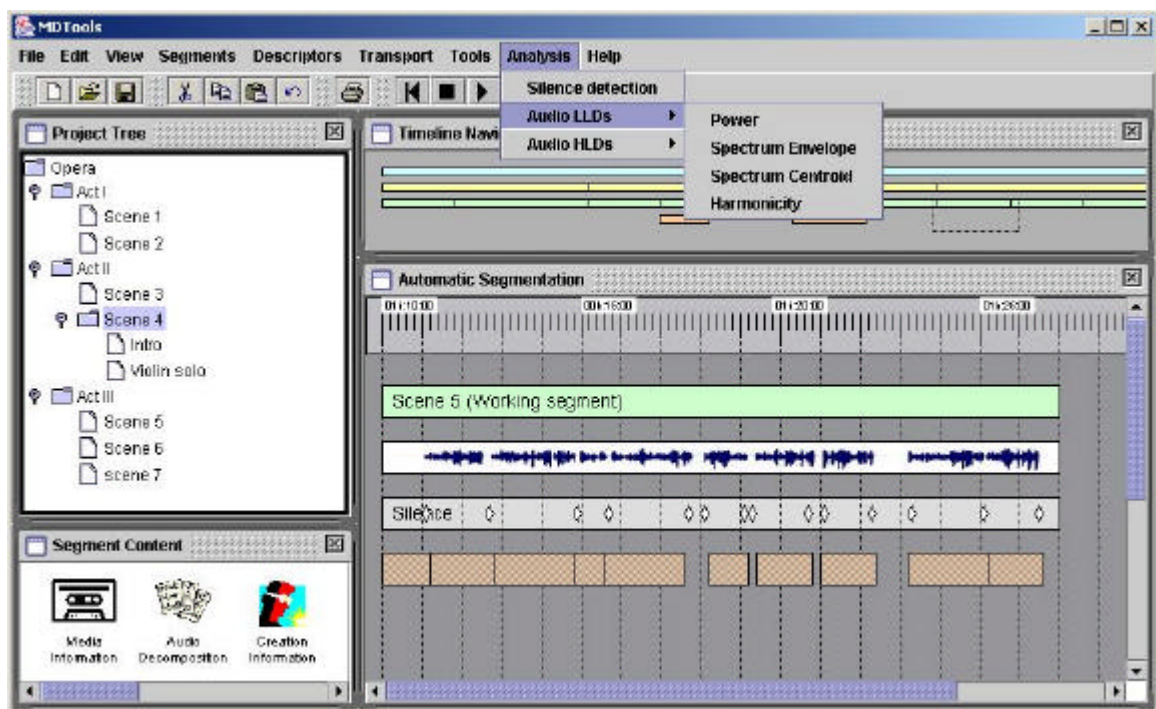 MDTools
File Edit View Segments Descriptors Transport Tools Analysis Help
Silence detection
Audio LLDs
Audio HLDs
Power
Spectrum Envelope
Spectrum Centroid
Harmonicity
Project Tree
Opera
Act I
Scene 1
Scene 2
Act II
Scene 3
Scene 4
Intro
Violin solo
Act III
Scene 5
Scene 6
scene 7
Segment Content
Media Information
Audio Decomposition
Creation Information
Timeline Navi
Automatic Segmentation
Scene 5 (Working segment)
Silence